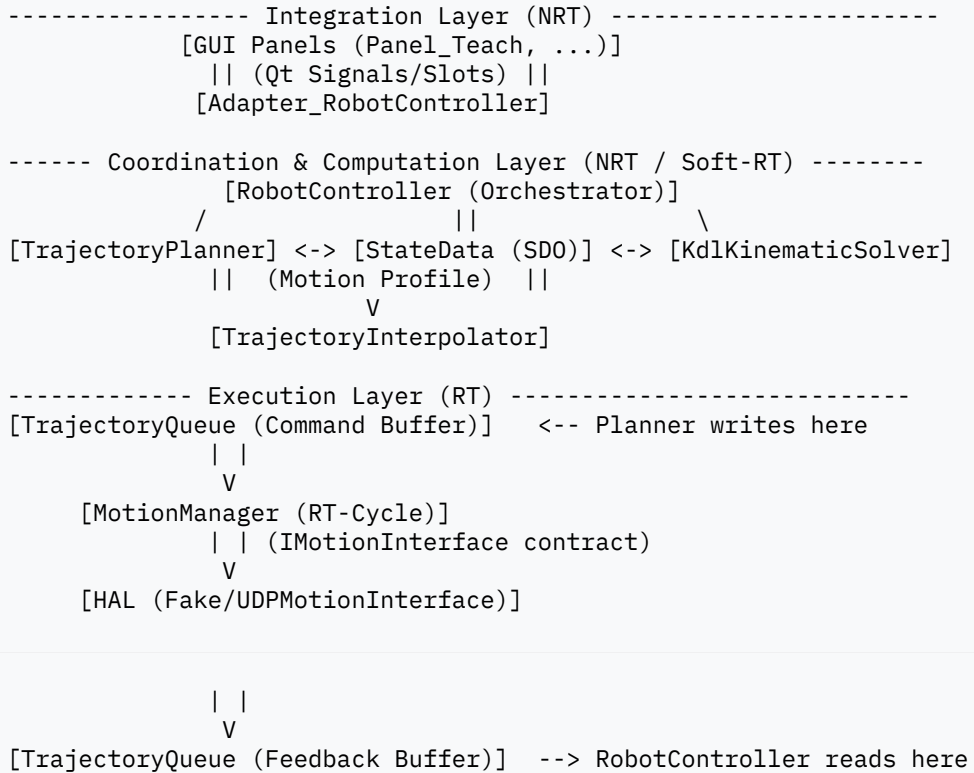 ----------------- Integration Layer (NRT) -----------------------
[GUI Panels (Panel_Teach, ...)]
|| (Qt Signals/Slots) ||
[Adapter_RobotController]
------ Coordination & Computation Layer (NRT / Soft-RT) --------
[RobotController (Orchestrator)]
/ || \
[TrajectoryPlanner] <-> [StateData (SDO)] <-> [KdlKinematicSolver]
|| (Motion Profile) ||
V
[TrajectoryInterpolator]
------------- Execution Layer (RT) ----------------------------
[TrajectoryQueue (Command Buffer)] <-- Planner writes here
| |
V
[MotionManager (RT-Cycle)]
| | (IMotionInterface contract)
V
[HAL (Fake/UDPMotionInterface)]
| |
V
[TrajectoryQueue (Feedback Buffer)] --> RobotController reads here